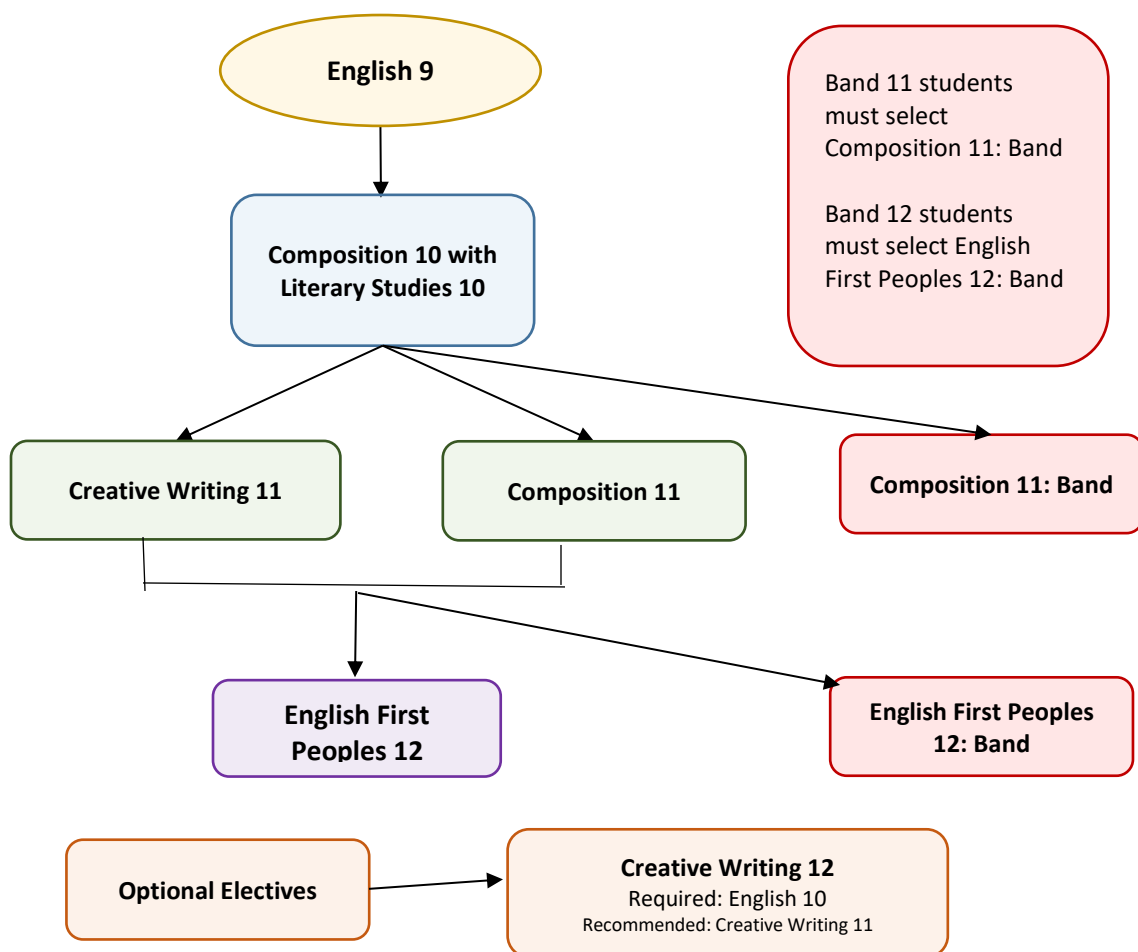 English 9
Band 11 students
must select
Composition 11: Band
Band 12 students
must select English
First Peoples 12: Band
Composition 10 with
Literary Studies 10
Creative Writing 11
Composition 11
Composition 11: Band
English First
Peoples 12
English First Peoples
12: Band
Optional Electives
Creative Writing 12
Required: English 10
Recommended: Creative Writing 11